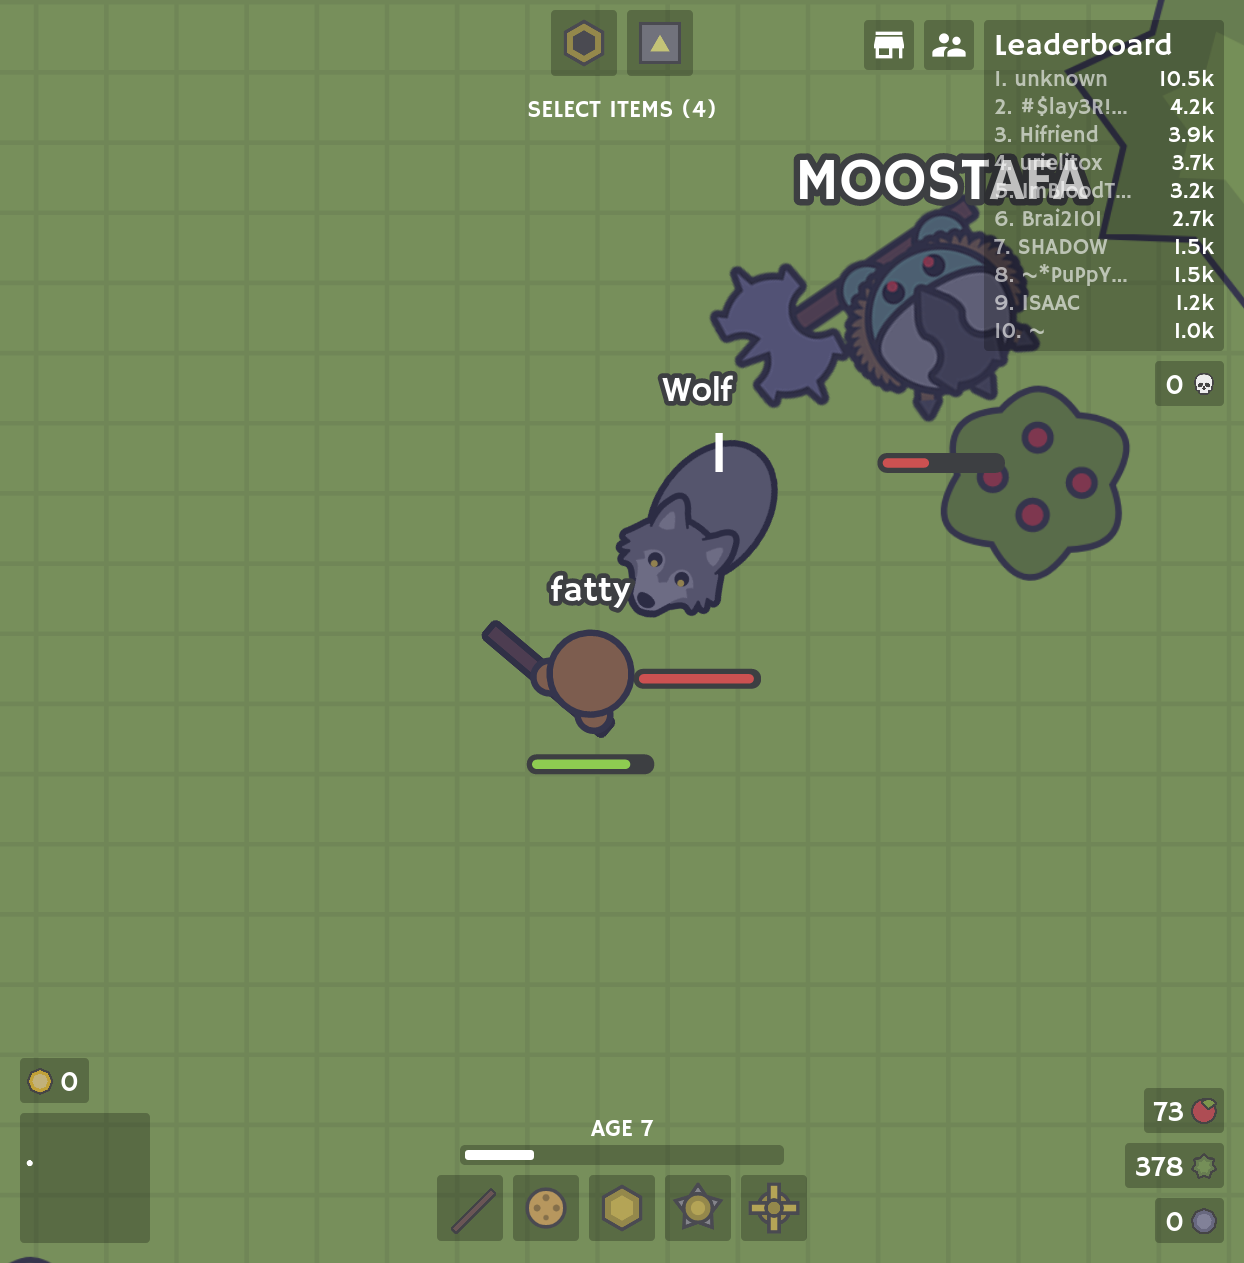 SELECT ITEMS (4)
Leaderboard
1. unknown 10.5k
2. #$lay3R!... 4.2k
3. Hifriend 3.9k
4. urielitox 3.7k
5. ImBloodT... 3.2k
6. Brai2101 2.7k
7. SHADOW 1.5k
8. ~*PuPpY... 1.5k
9. ISAAC 1.2k
10. ~ 1.0k
MOOSTAFA
0
Wolf
fatty
0
AGE 7
73
378
0